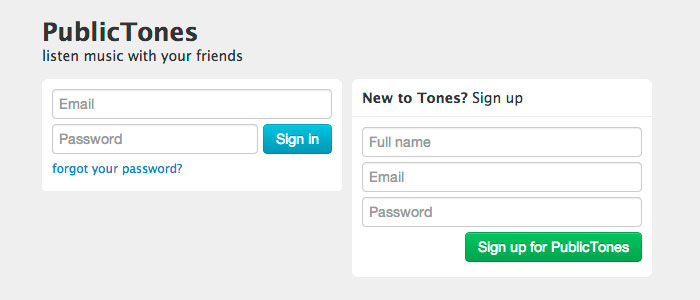 PublicTones
listen music with your friends
Email
Password
Sign in
forgot your password?
New to Tones? Sign up
Full name
Email
Password
Sign up for PublicTones